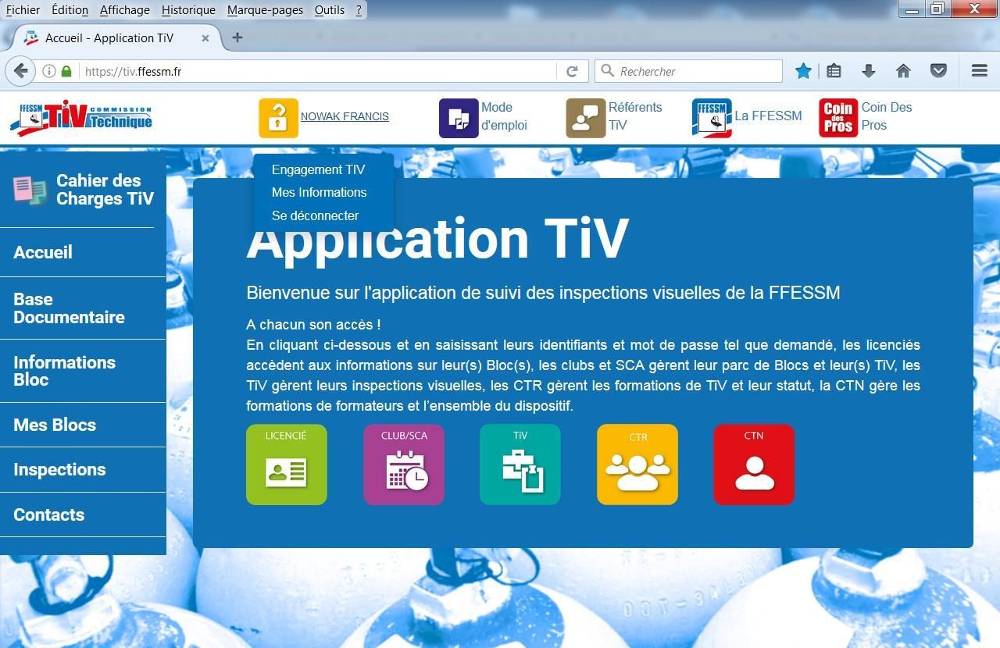 Fichier Édition Affichage Historique Marque-pages Outils ?
Accueil - Application TiV
https://tiv.ffessm.fr
Rechercher
FFESSM TiV COMMISSION Technique
NOWAK FRANCIS
Mode d'emploi
Référents TiV
FFESSM
La FFESSM
Coin des Pros
Coin Des Pros
Engagement TIV
Mes Informations
Se déconnecter
Cahier des
Charges TiV
Accueil
Base
Documentaire
Informations
Bloc
Mes Blocs
Inspections
Contacts
Application TiV
Bienvenue sur l'application de suivi des inspections visuelles de la FFESSM
A chacun son accès !
En cliquant ci-dessous et en saisissant leurs identifiants et mot de passe tel que demandé, les licenciés
accèdent aux informations sur leur(s) Bloc(s), les clubs et SCA gèrent leur parc de Blocs et leur(s) TiV, les
TiV gèrent leurs inspections visuelles, les CTR gèrent les formations de TiV et leur statut, la CTN gère les
formations de formateurs et l’ensemble du dispositif.
LICENCIÉ
CLUB/SCA
TiV
CTR
CTN